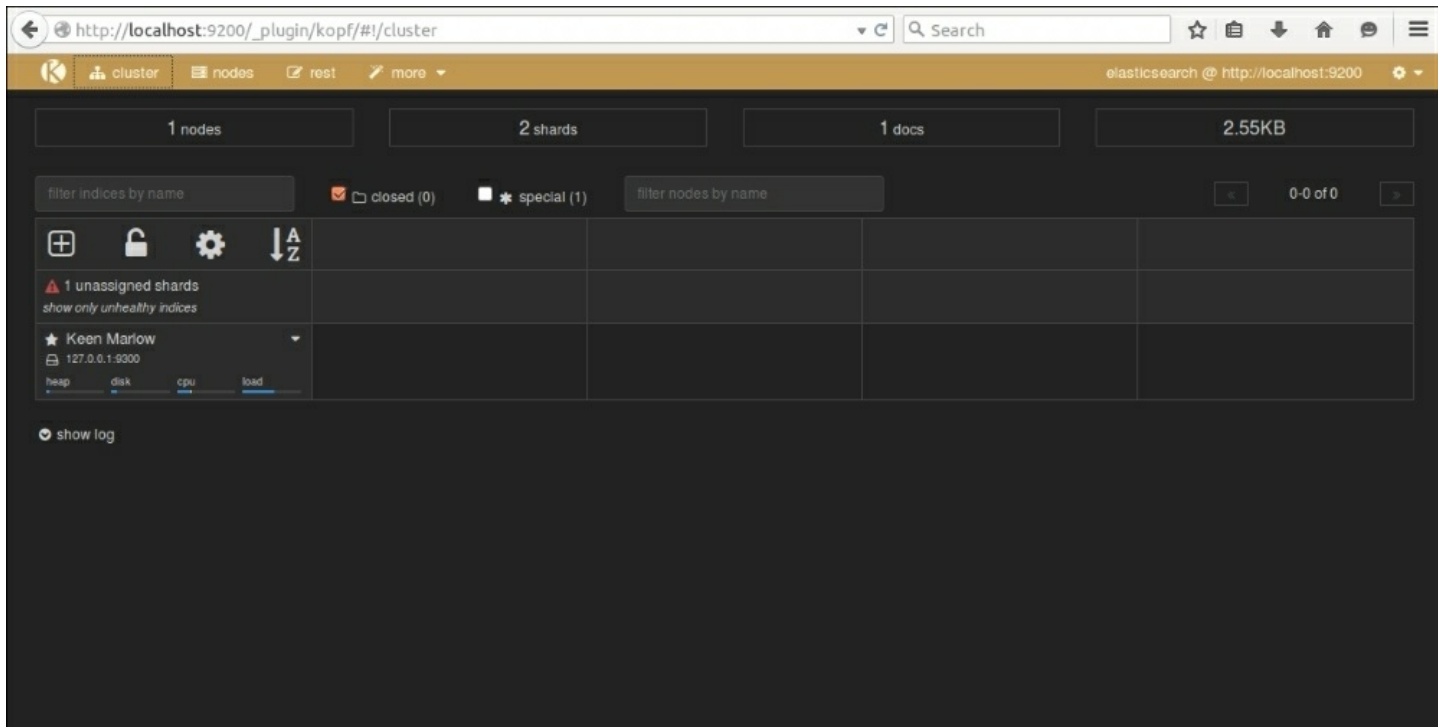 http://localhost:9200/_plugin/kopf/#!/cluster Search
cluster nodes rest more elasticsearch @ http://localhost:9200
1 nodes 2 shards 1 docs 2.55KB
filter indices by name closed (0) special (1) filter nodes by name « 0-0 of 0 »
A
Z
1 unassigned shards
show only unhealthy indices
Keen Marlow
127.0.0.1:9300
heap disk cpu load
show log